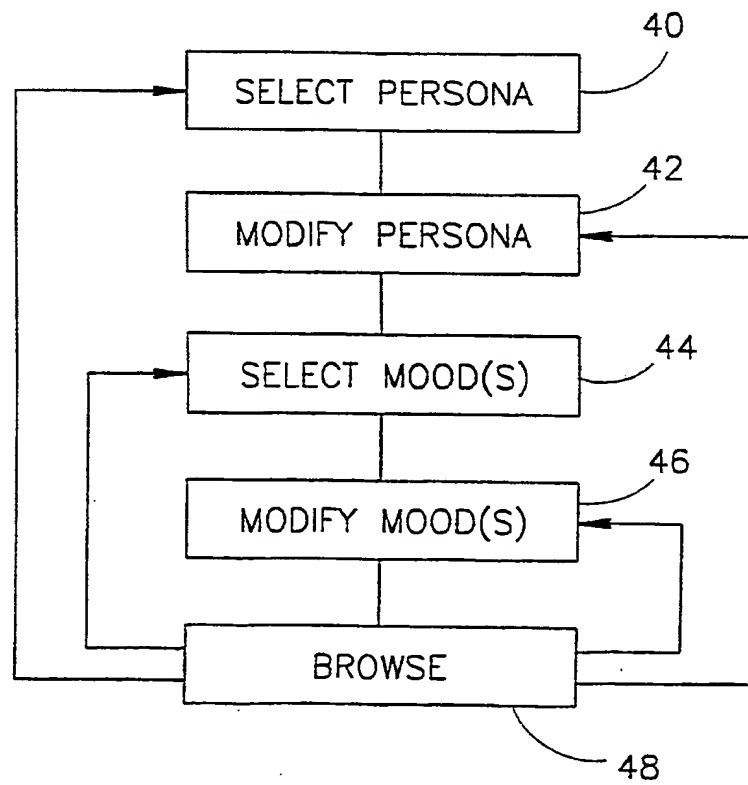 40
SELECT PERSONA
42
MODIFY PERSONA
44
SELECT MOOD(S)
46
MODIFY MOOD(S)
BROWSE
48